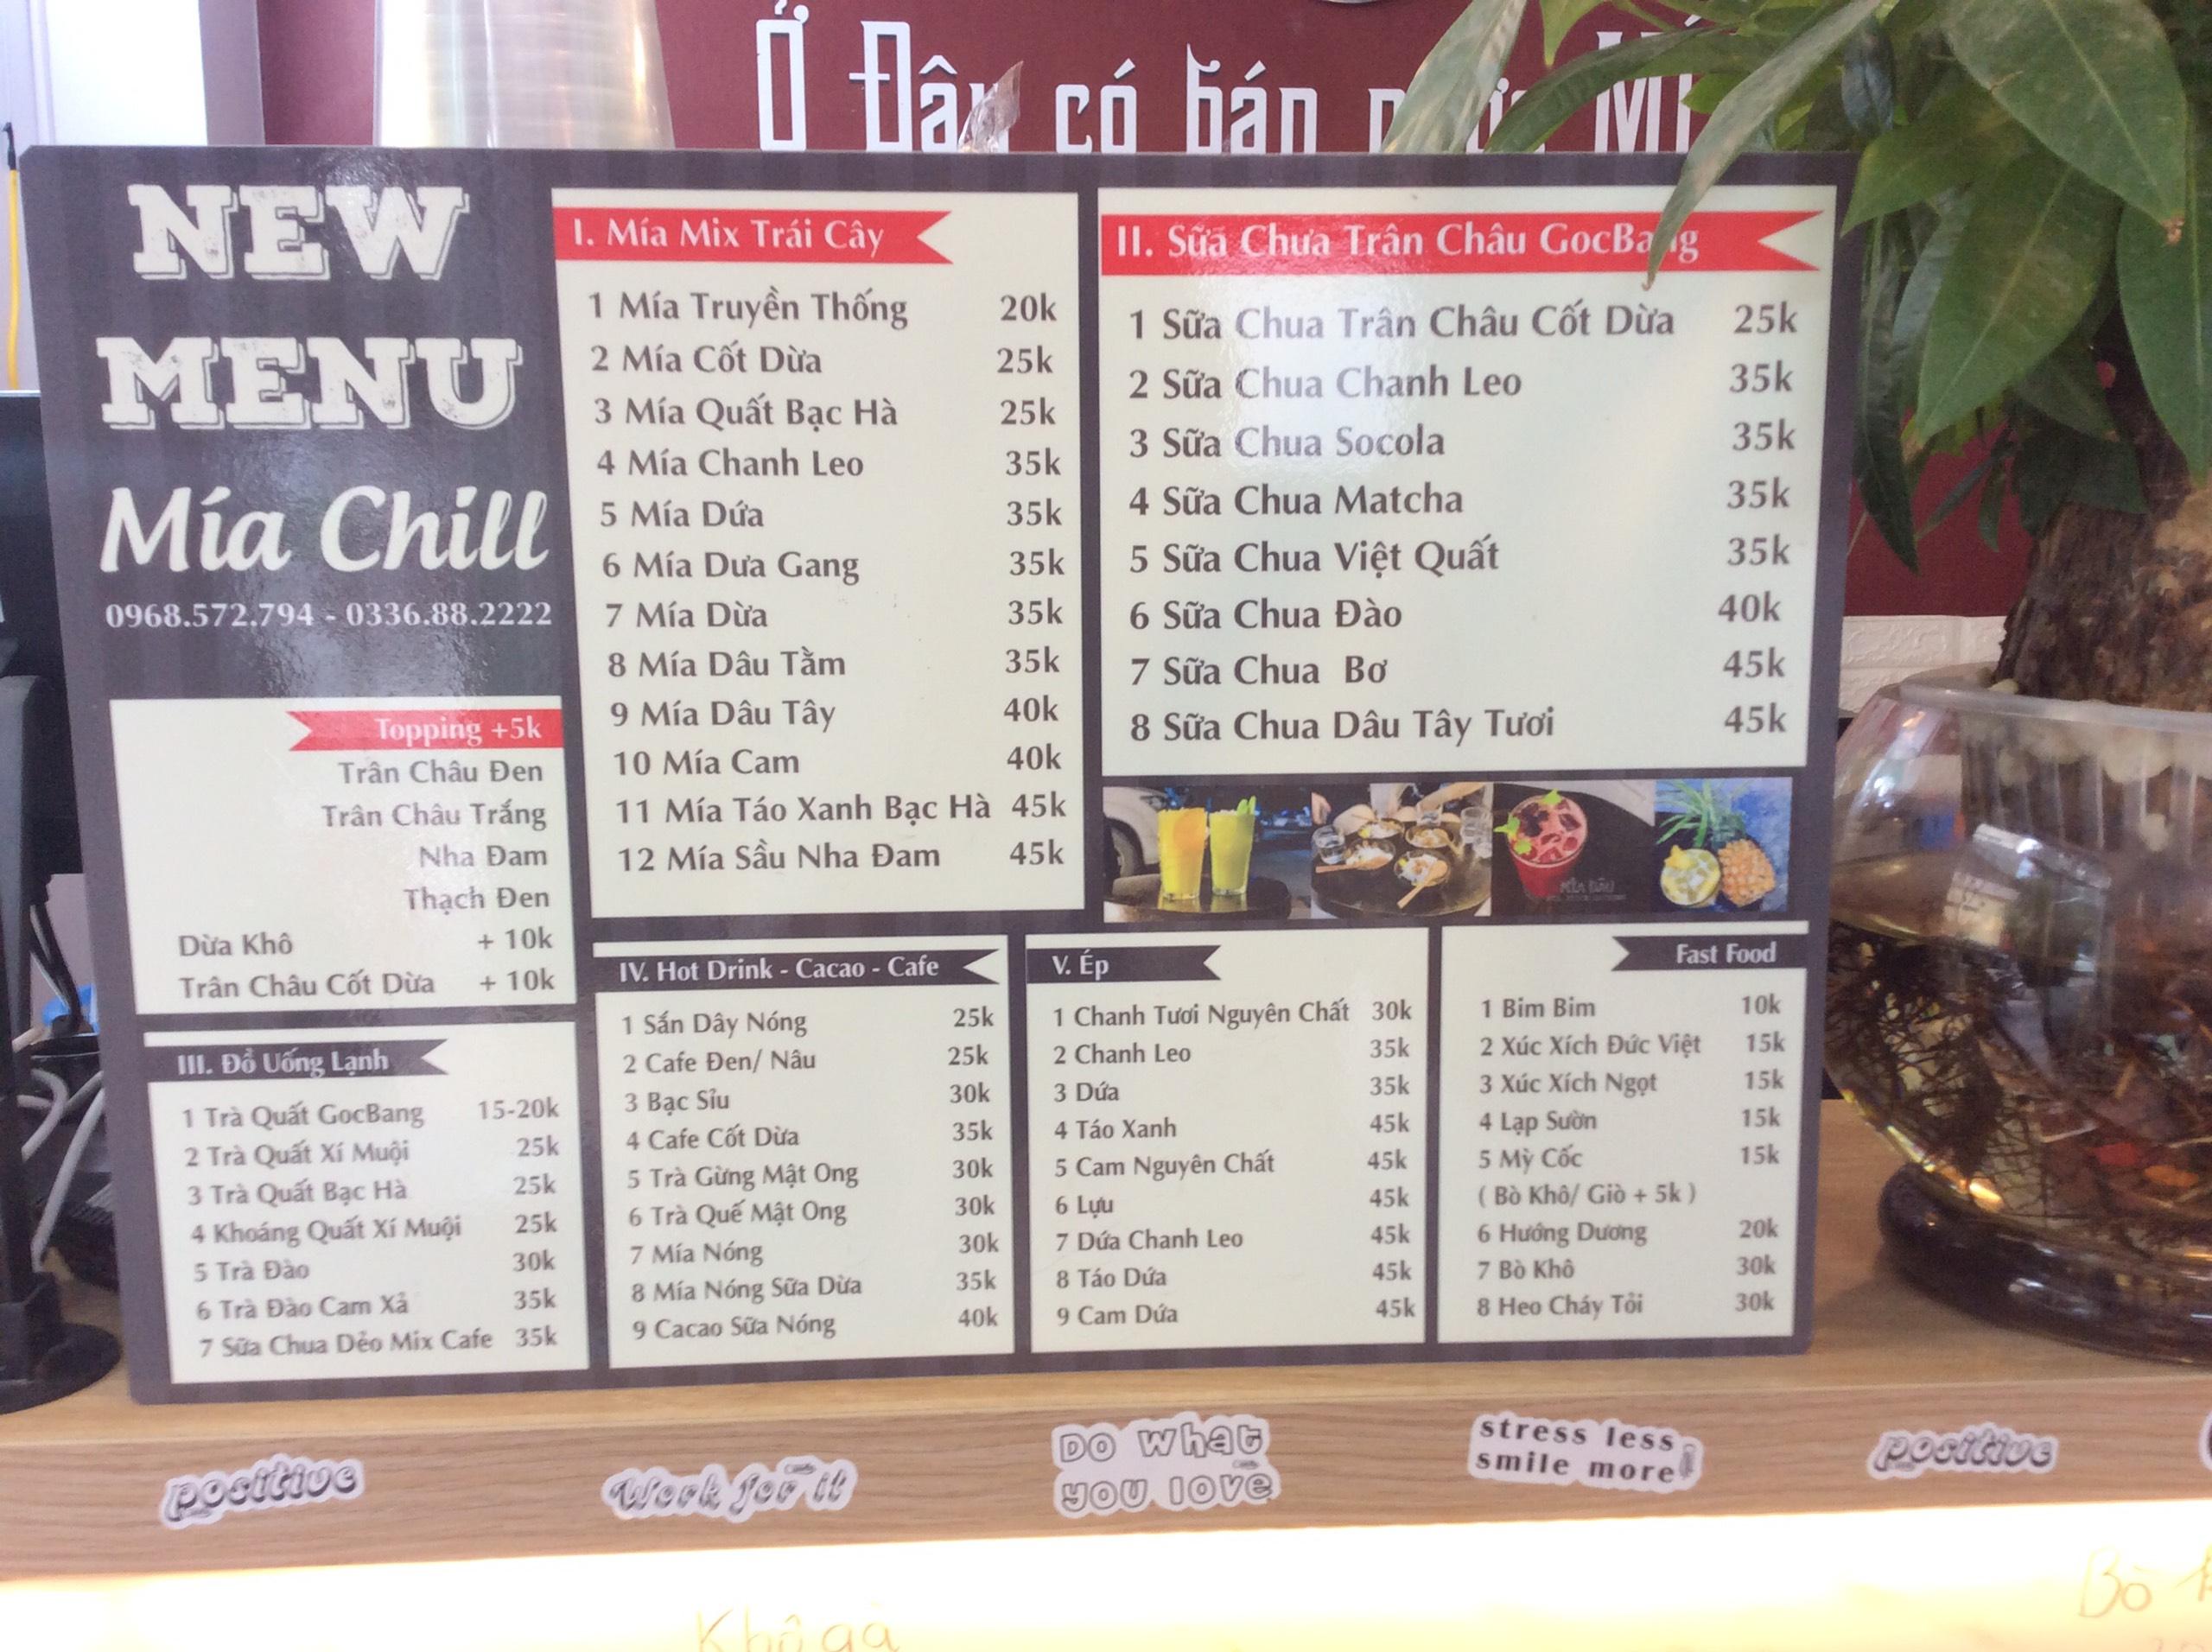 Ở Đây có bán
NEW
MENU
Mía Chill
0968.572.794 - 0336.88.2222
Topping +5k
Trân Châu Đen
Trân Châu Trắng
Nha Đam
Thạch Đen
Dừa Khô + 10k
Trân Châu Cốt Dừa + 10k
I. Mía Mix Trái Cây
1 Mía Truyền Thống 20k
2 Mía Cốt Dừa 25k
3 Mía Quất Bạc Hà 25k
4 Mía Chanh Leo 35k
5 Mía Dứa 35k
6 Mía Dưa Gang 35k
7 Mía Dừa 35k
8 Mía Dâu Tằm 35k
9 Mía Dâu Tây 40k
10 Mía Cam 40k
11 Mía Táo Xanh Bạc Hà 45k
12 Mía Sầu Nha Đam 45k
II. Sữa Chua Trân Châu GocBang
1 Sữa Chua Trân Châu Cốt Dừa 25k
2 Sữa Chua Chanh Leo 35k
3 Sữa Chua Socola 35k
4 Sữa Chua Matcha 35k
5 Sữa Chua Việt Quất 35k
6 Sữa Chua Đào 40k
7 Sữa Chua Bơ 45k
8 Sữa Chua Dâu Tây Tươi 45k
III. Đồ Uống Lạnh
1 Trà Quất GocBang 15-20k
2 Trà Quất Xí Muội 25k
3 Trà Quất Bạc Hà 25k
4 Khoáng Quất Xí Muội 25k
5 Trà Đào 30k
6 Trà Đào Cam Xả 35k
7 Sữa Chua Dẻo Mix Cafe 35k
IV. Hot Drink - Cacao - Cafe
1 Sắn Dây Nóng 25k
2 Cafe Đen/ Nâu 25k
3 Bạc Sỉu 30k
4 Cafe Cốt Dừa 35k
5 Trà Gừng Mật Ong 30k
6 Trà Quế Mật Ong 30k
7 Mía Nóng 30k
8 Mía Nóng Sữa Dừa 35k
9 Cacao Sữa Nóng 40k
V. Ép
1 Chanh Tươi Nguyên Chất 30k
2 Chanh Leo 35k
3 Dứa 35k
4 Táo Xanh 45k
5 Cam Nguyên Chất 45k
6 Lựu 45k
7 Dứa Chanh Leo 45k
8 Táo Dứa 45k
9 Cam Dứa 45k
Fast Food
1 Bim Bim 10k
2 Xúc Xích Đức Việt 15k
3 Xúc Xích Ngọt 15k
4 Lạp Sườn 15k
5 Mỳ Cốc 15k
( Bò Khô/ Giò + 5k )
6 Hướng Dương 20k
7 Bò Khô 30k
8 Heo Cháy Tỏi 30k
positive
Work for it
DO What
you love
stress less
smile more
positive
Khô gà
Bò